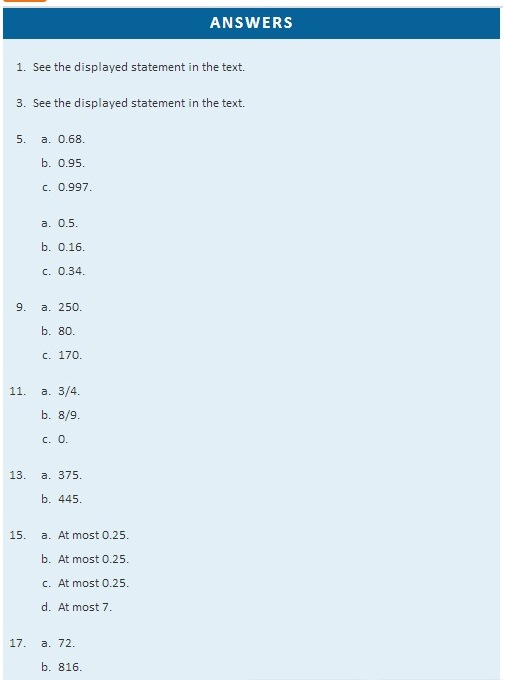 ANSWERS
1. See the displayed statement in the text.
3. See the displayed statement in the text.
5. a. 0.68.
b. 0.95.
c. 0.997.
a. 0.5.
b. 0.16.
c. 0.34.
9. a. 250.
b. 80.
c. 170.
11. a. 3/4.
b. 8/9.
c. 0.
13. a. 375.
b. 445.
15. a. At most 0.25.
b. At most 0.25.
c. At most 0.25.
d. At most 7.
17. a. 72.
b. 816.